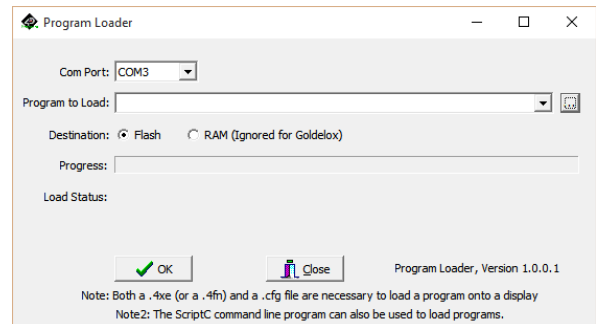 Program Loader
Com Port: COM3
Program to Load: ...
Destination: Flash RAM (Ignored for Goldelox)
Progress:
Load Status:
OK Close Program Loader, Version 1.0.0.1
Note: Both a .4xe (or a .4fn) and a .cfg file are necessary to load a program onto a display
Note2: The ScriptC command line program can also be used to load programs.